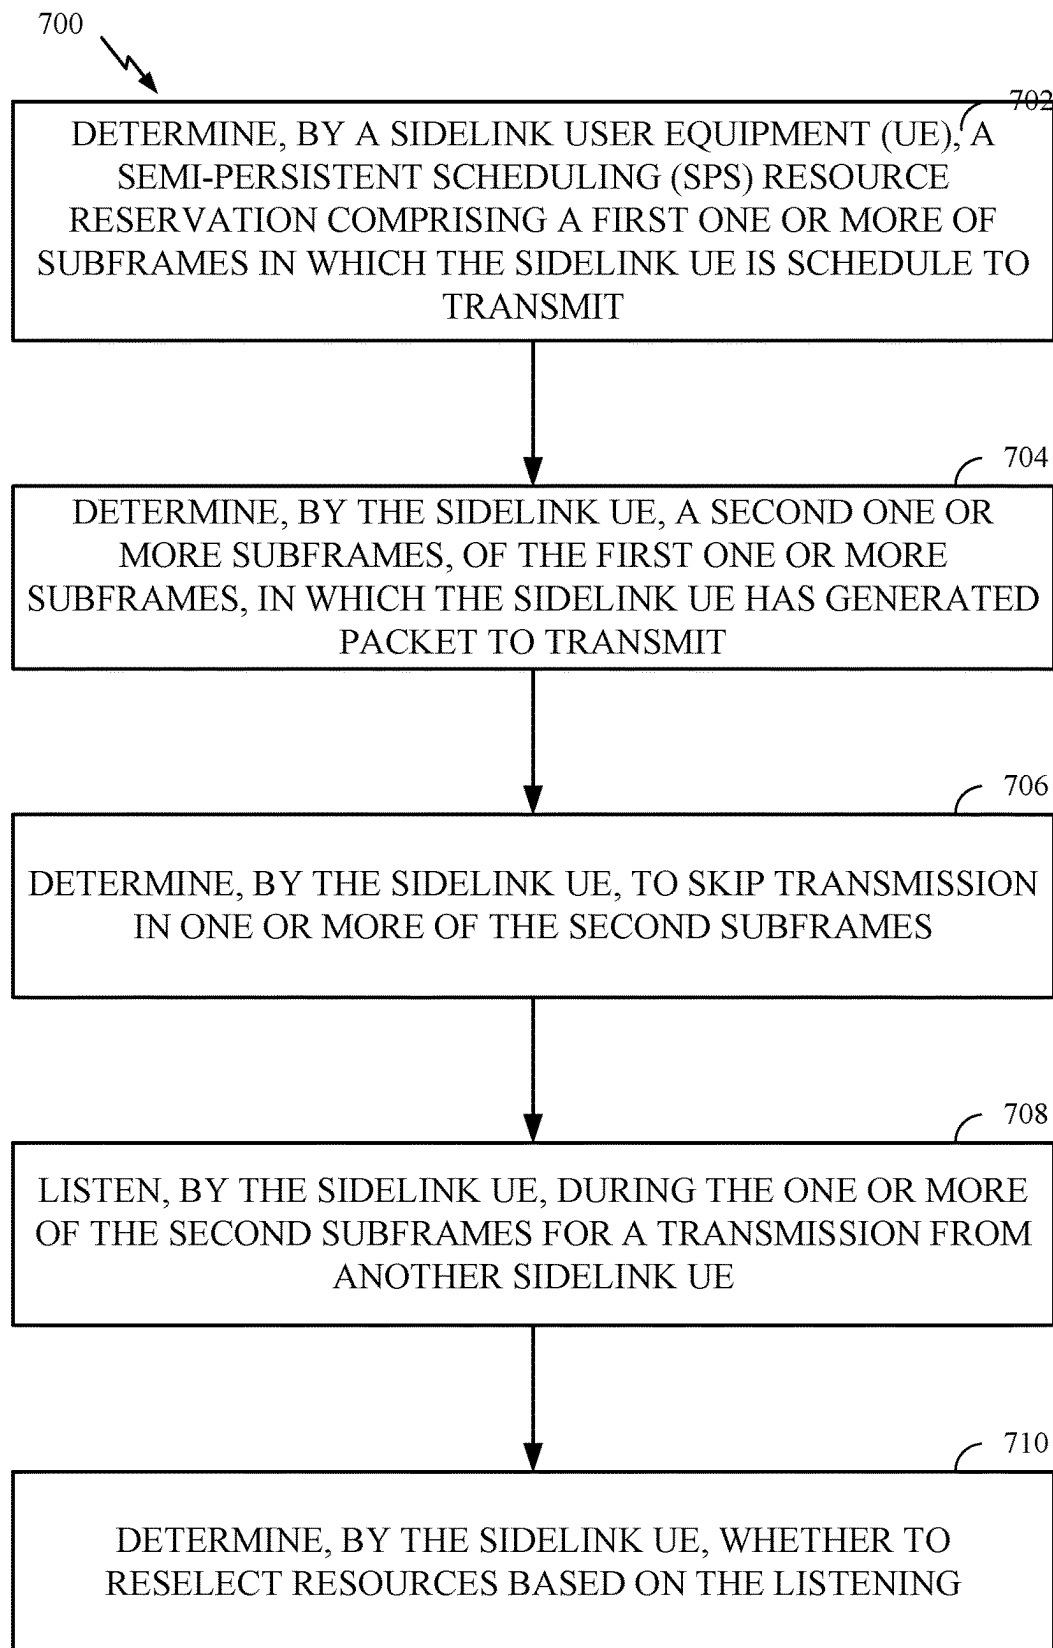 700
702
DETERMINE, BY A SIDELINK USER EQUIPMENT (UE), A
SEMI-PERSISTENT SCHEDULING (SPS) RESOURCE
RESERVATION COMPRISING A FIRST ONE OR MORE OF
SUBFRAMES IN WHICH THE SIDELINK UE IS SCHEDULE TO
TRANSMIT
704
DETERMINE, BY THE SIDELINK UE, A SECOND ONE OR
MORE SUBFRAMES, OF THE FIRST ONE OR MORE
SUBFRAMES, IN WHICH THE SIDELINK UE HAS GENERATED
PACKET TO TRANSMIT
706
DETERMINE, BY THE SIDELINK UE, TO SKIP TRANSMISSION
IN ONE OR MORE OF THE SECOND SUBFRAMES
708
LISTEN, BY THE SIDELINK UE, DURING THE ONE OR MORE
OF THE SECOND SUBFRAMES FOR A TRANSMISSION FROM
ANOTHER SIDELINK UE
710
DETERMINE, BY THE SIDELINK UE, WHETHER TO
RESELECT RESOURCES BASED ON THE LISTENING